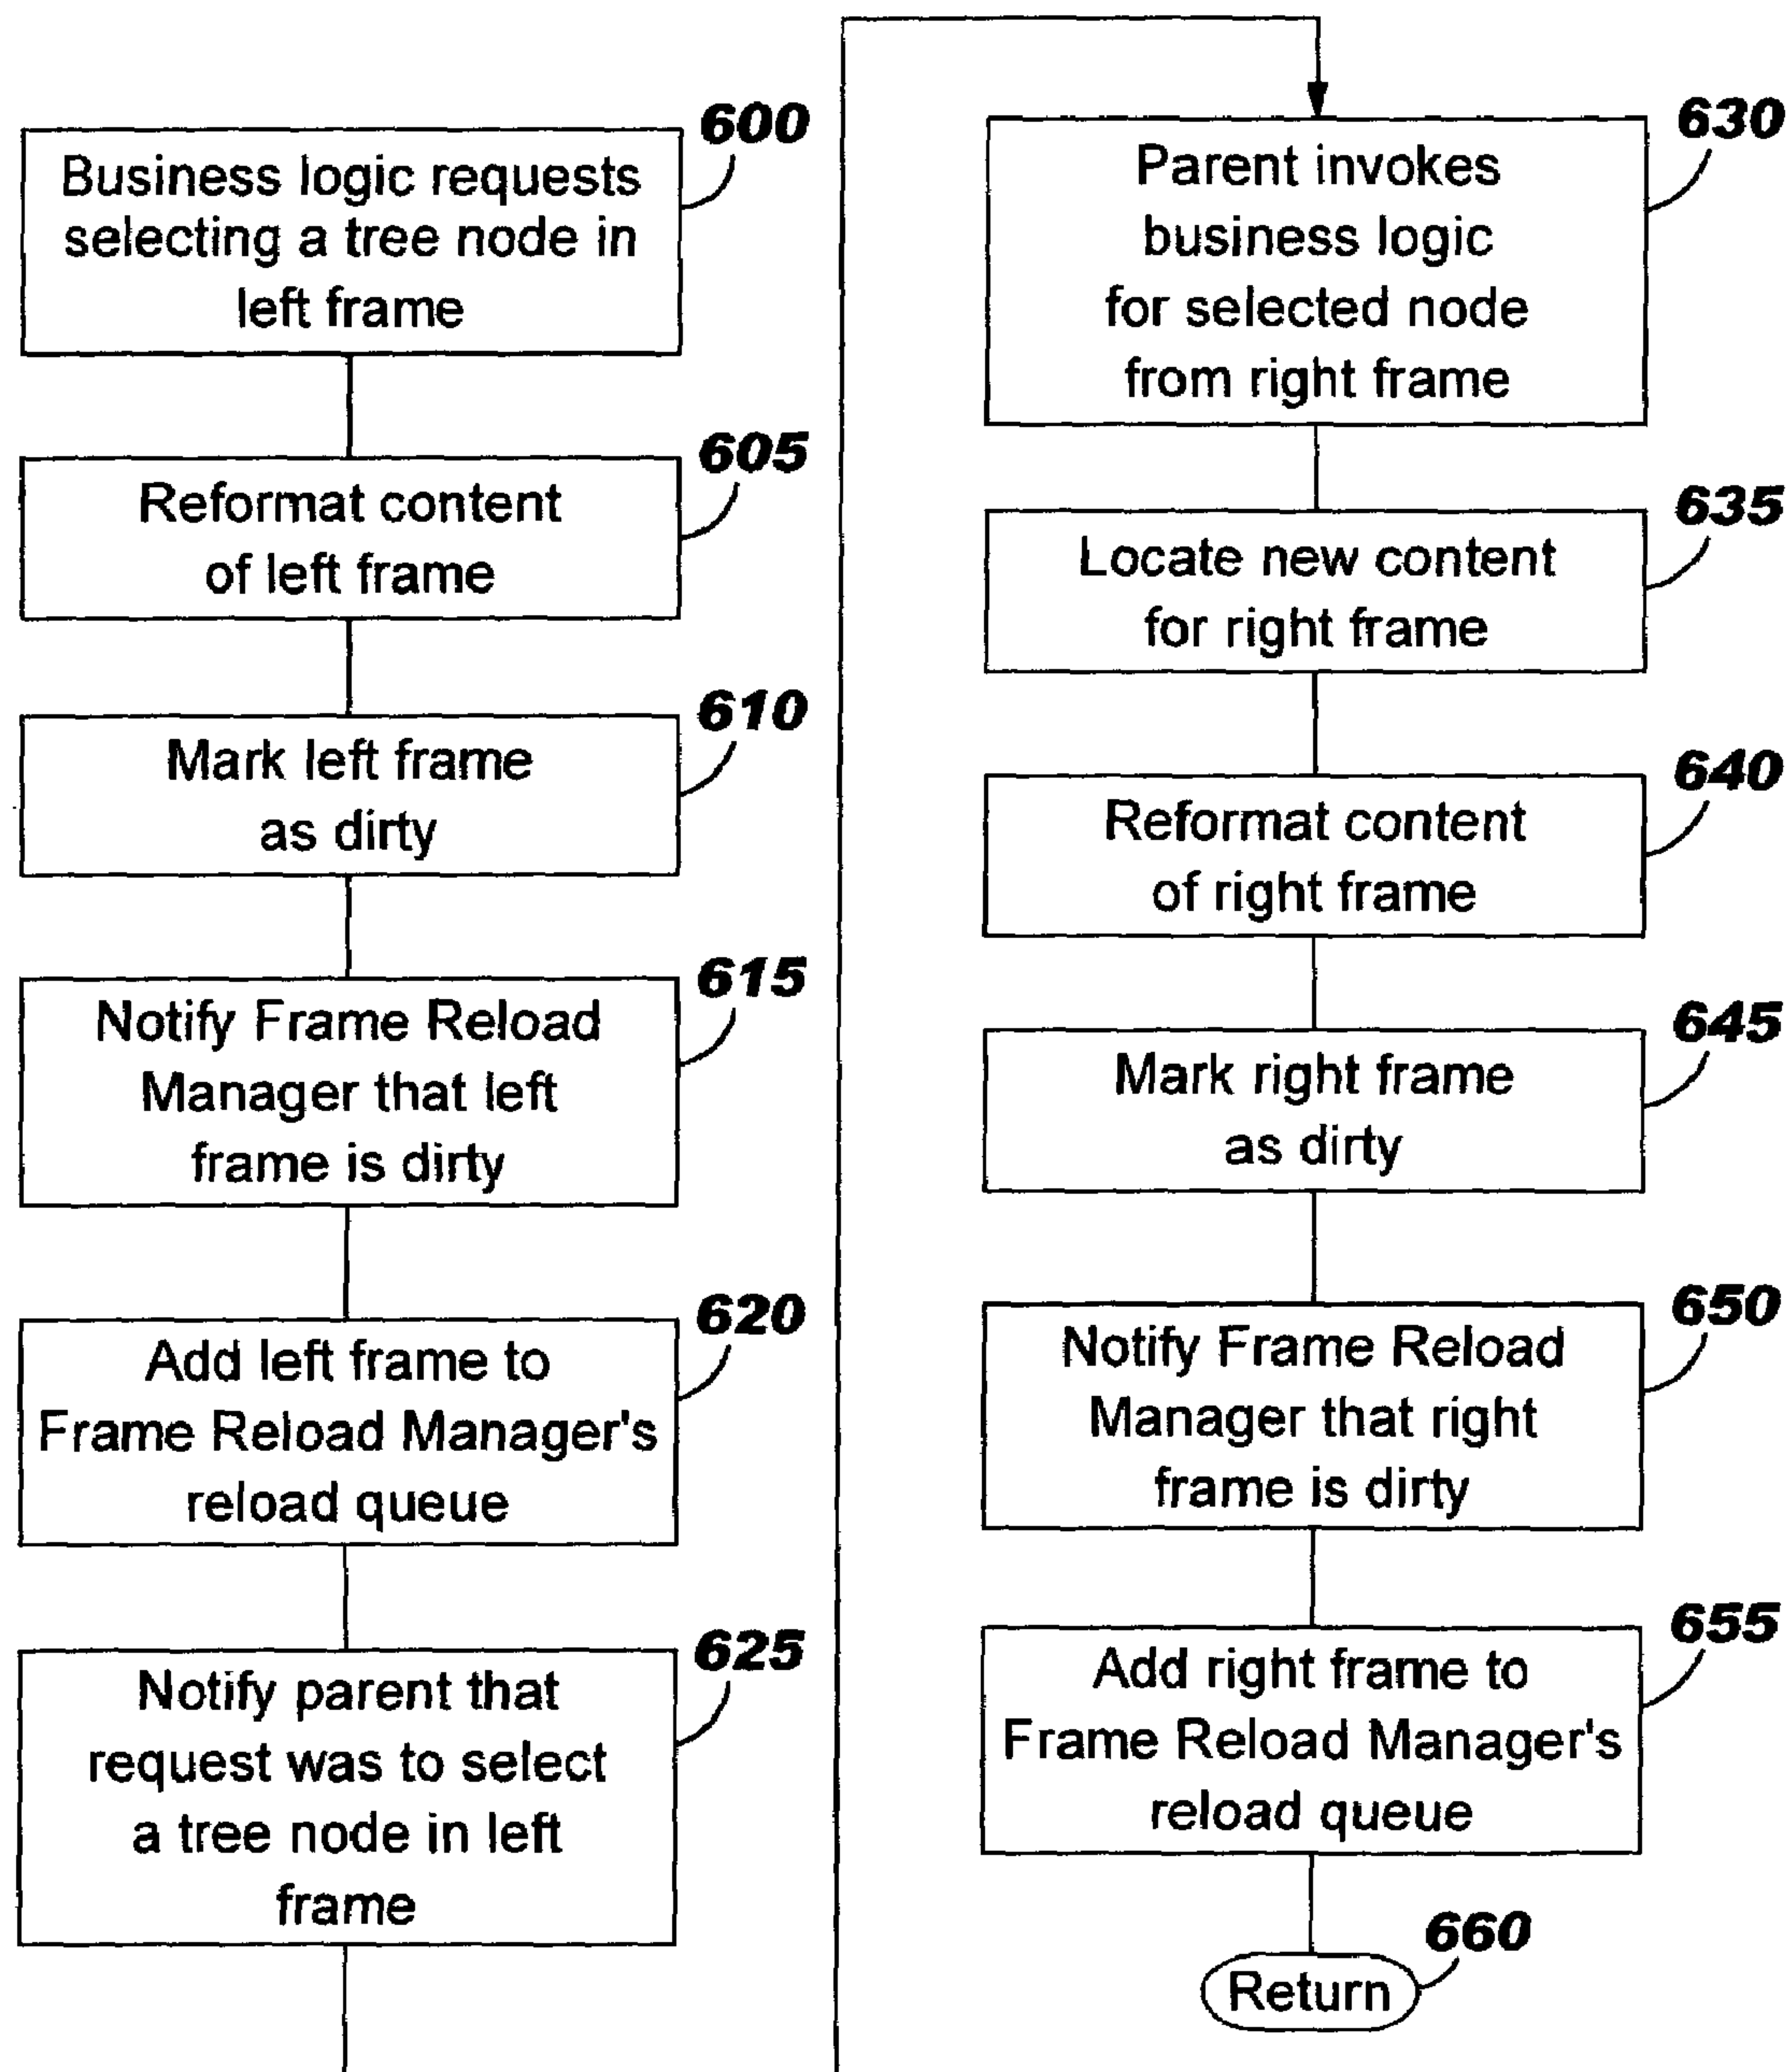 600
Business logic requests
selecting a tree node in
left frame
605
Reformat content
of left frame
610
Mark left frame
as dirty
615
Notify Frame Reload
Manager that left
frame is dirty
620
Add left frame to
Frame Reload Manager's
reload queue
625
Notify parent that
request was to select
a tree node in left
frame
630
Parent invokes
business logic
for selected node
from right frame
635
Locate new content
for right frame
640
Reformat content
of right frame
645
Mark right frame
as dirty
650
Notify Frame Reload
Manager that right
frame is dirty
655
Add right frame to
Frame Reload Manager's
reload queue
660
Return